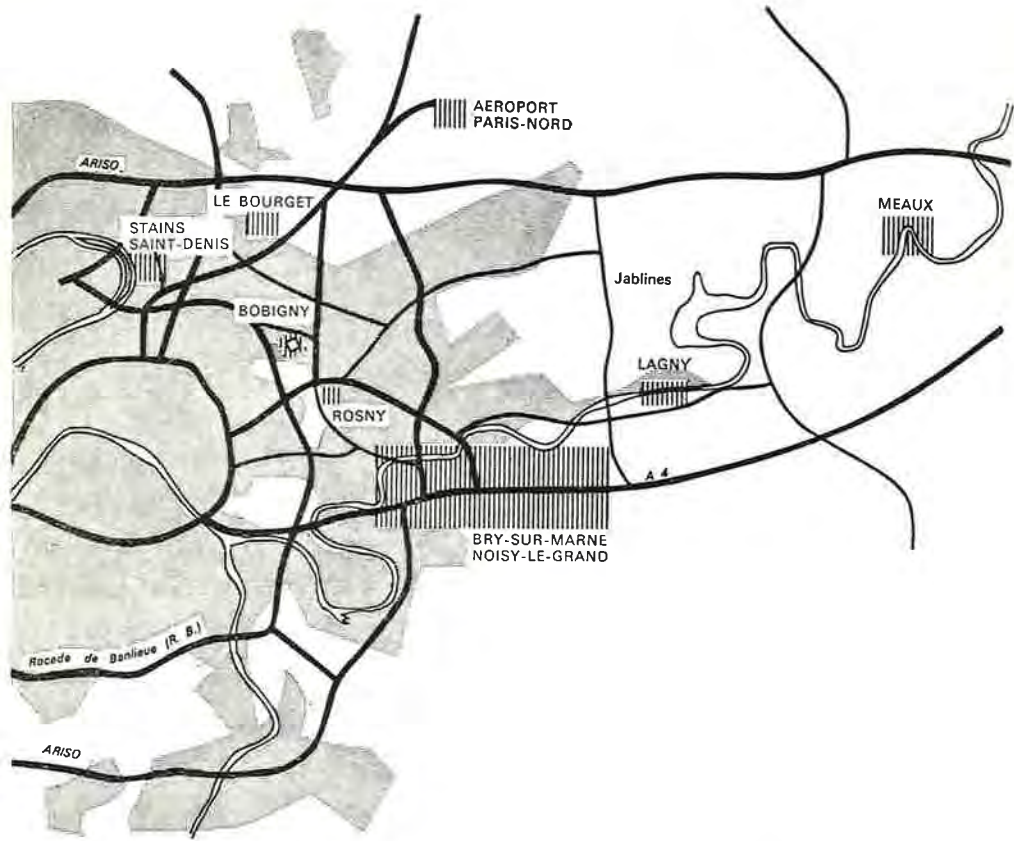 AEROPORT
PARIS-NORD
ARISO
LE BOURGET
MEAUX
STAINS
SAINT-DENIS
Jablines
BOBIGNY
LAGNY
ROSNY
A 4
BRY-SUR-MARNE
NOISY-LE-GRAND
Rocade de Banlieue (R. B.)
ARISO